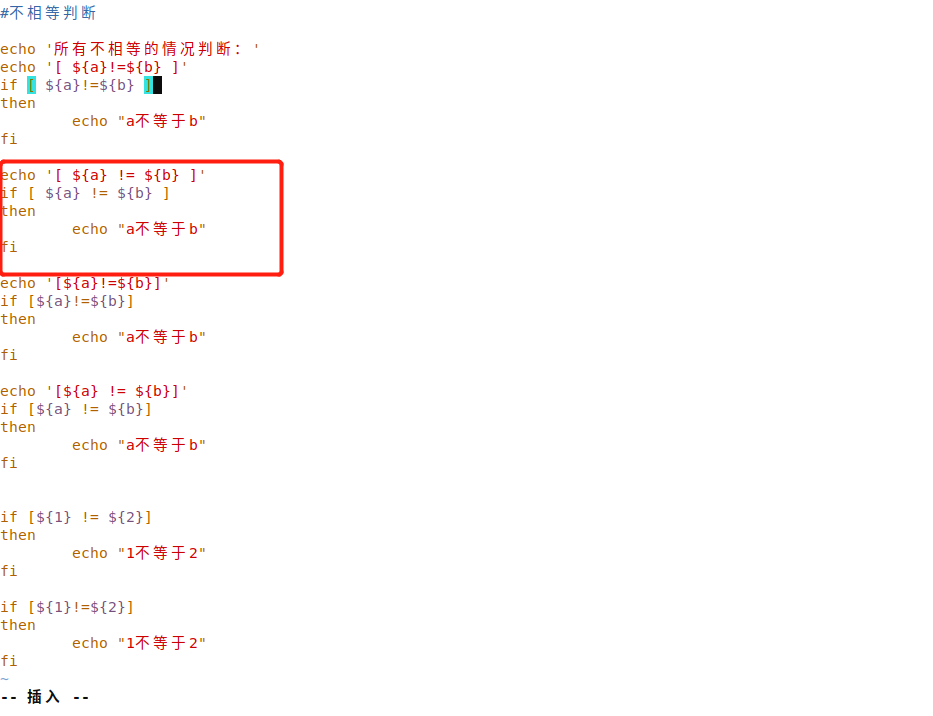 #不相等判断
echo '所有不相等的情况判断：'
echo '[ ${a}!=${b} ]'
if [ ${a}!=${b} ]
then
        echo "a不等于b"
fi
echo '[ ${a} != ${b} ]'
if [ ${a} != ${b} ]
then
        echo "a不等于b"
fi
echo '[${a}!=${b}]'
if [${a}!=${b}]
then
        echo "a不等于b"
fi
echo '[${a} != ${b}]'
if [${a} != ${b}]
then
        echo "a不等于b"
fi
if [${1} != ${2}]
then
        echo "1不等于2"
fi
if [${1}!=${2}]
then
        echo "1不等于2"
fi
~
-- 插入 --